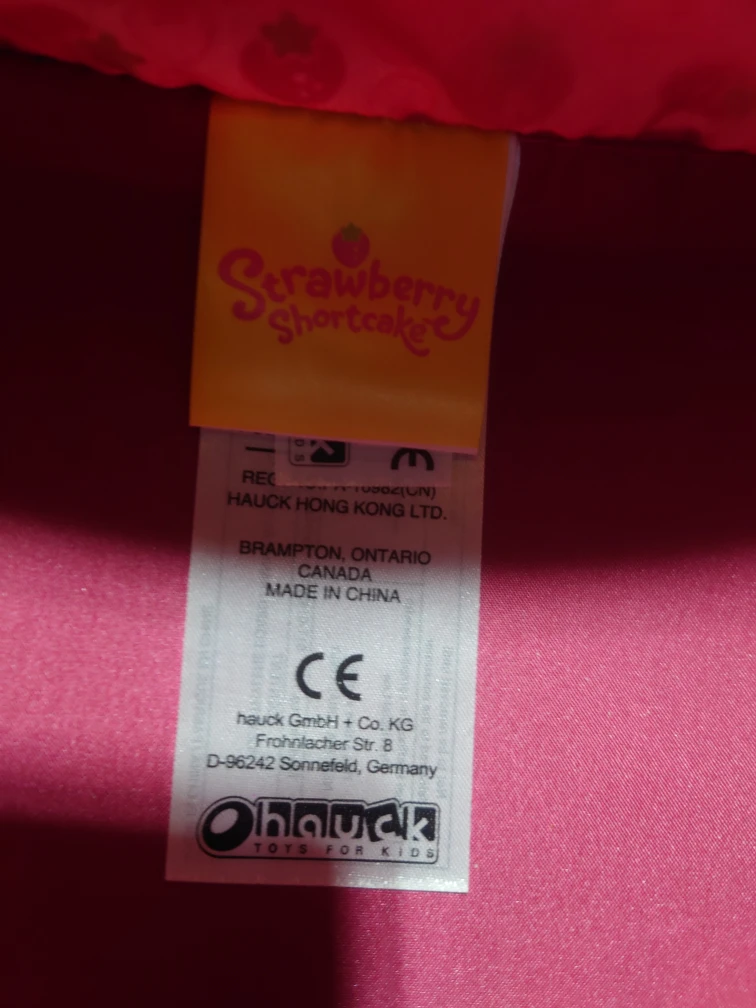 Strawberry
Shortcake
HAUCK HONG KONG LTD.
BRAMPTON, ONTARIO
CANADA
MADE IN CHINA
CE
hauck GmbH + Co. KG
Frohnlacher Str. 8
D-96242 Sonnefeld, Germany
hauck
TOYS FOR KIDS